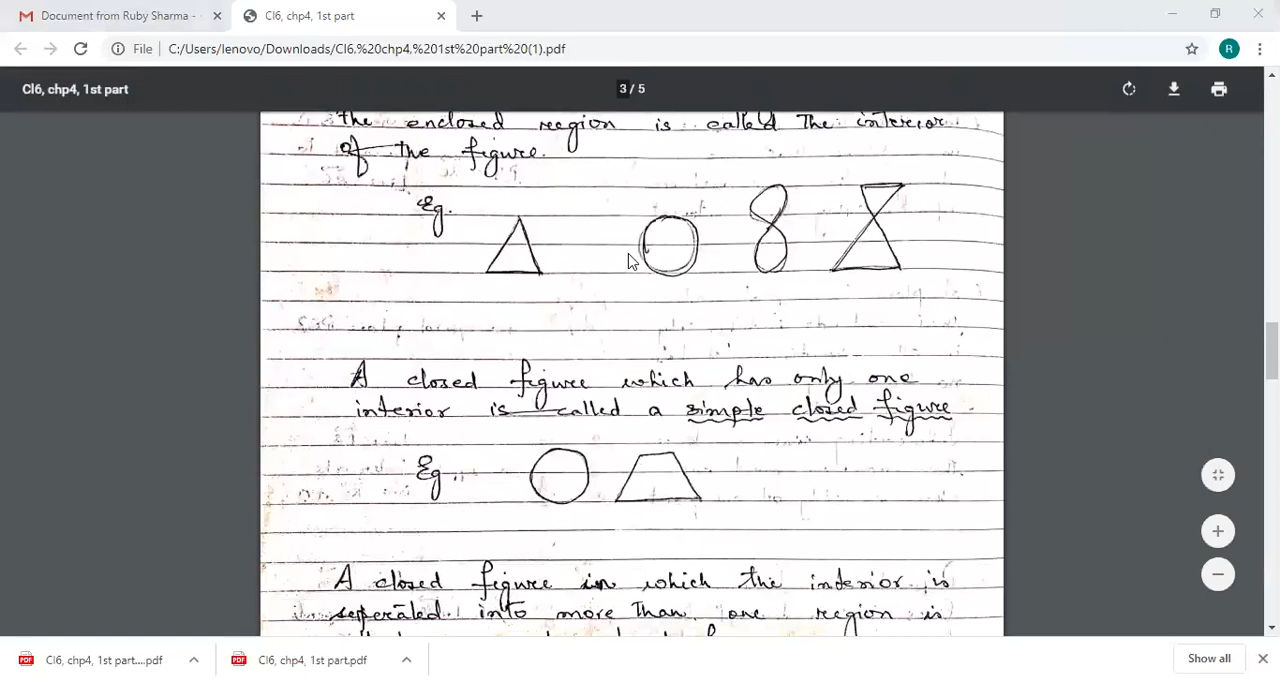 Document from Ruby Sharma -
Cl6, chp4, 1st part
File
C:/Users/lenovo/Downloads/Cl6.%20chp4,%201st%20part%20(1).pdf
R
Cl6, chp4, 1st part
3 / 5
the enclosed region is called the interior
of the figure.
Eg.
A closed figure which has only one
interior is called a simple closed figure
Eg.
A closed figure in which the interior is
seperated into more than one region is
Cl6, chp4, 1st part....pdf
Cl6, chp4, 1st part.pdf
Show all